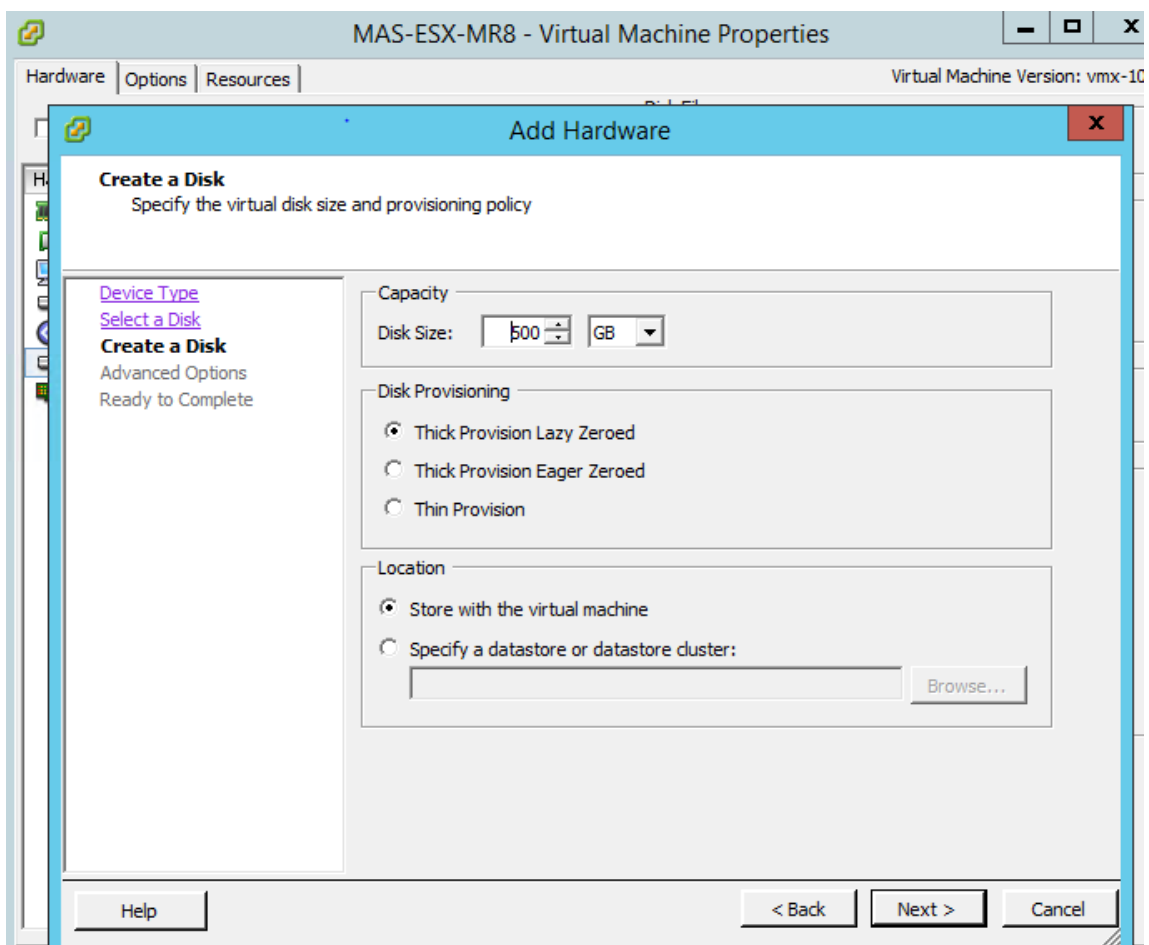 MAS-ESX-MR8 - Virtual Machine Properties
Hardware Options Resources Virtual Machine Version: vmx-10
Add Hardware
Create a Disk
Specify the virtual disk size and provisioning policy
Device Type
Select a Disk
Create a Disk
Advanced Options
Ready to Complete
Capacity
Disk Size: 500 GB
Disk Provisioning
Thick Provision Lazy Zeroed
Thick Provision Eager Zeroed
Thin Provision
Location
Store with the virtual machine
Specify a datastore or datastore cluster:
Browse...
Help < Back Next > Cancel